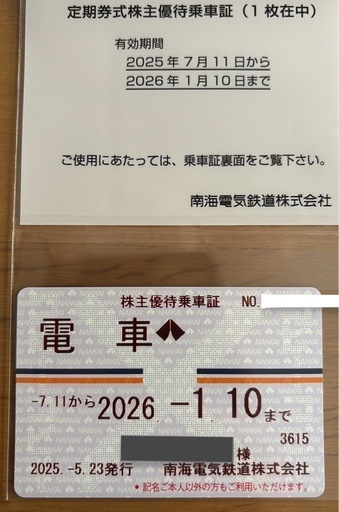 定期券式株主優待乗車証（1枚在中）
有効期間
2025年7月11日から
2026年1月10日まで
ご使用にあたっては、乗車証裏面をご覧下さい。
南海電気鉄道株式会社
株主優待乗車証 NO.
電 車
-7.11から 2026 -1 10 まで
3615
様
2025.-5.23発行 南海電気鉄道株式会社
*記名ご本人以外の方もご利用いただけます。